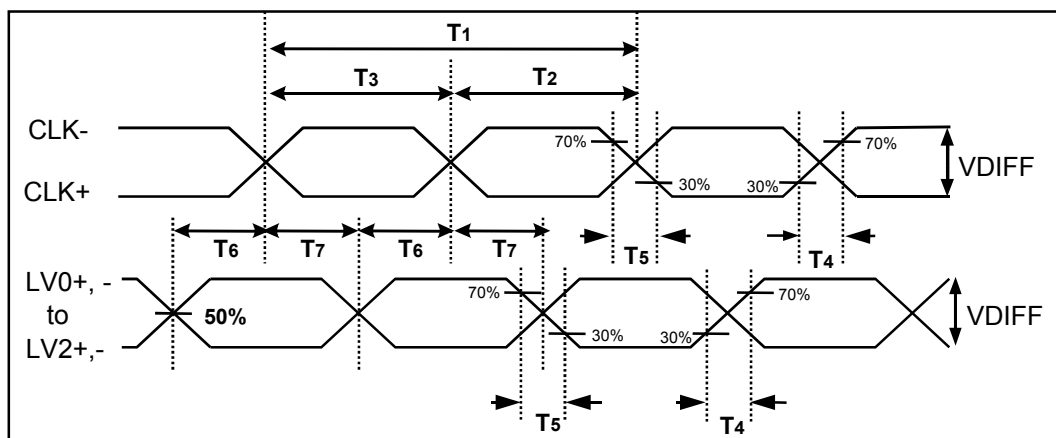 T1
T3 T2
CLK- 70% 70%
VDIFF
CLK+ 30% 30%
T6 T7 T6 T7 T5 T4
LV0+, - 70% 70%
to 50% VDIFF
LV2+,- 30% 30%
T5 T4